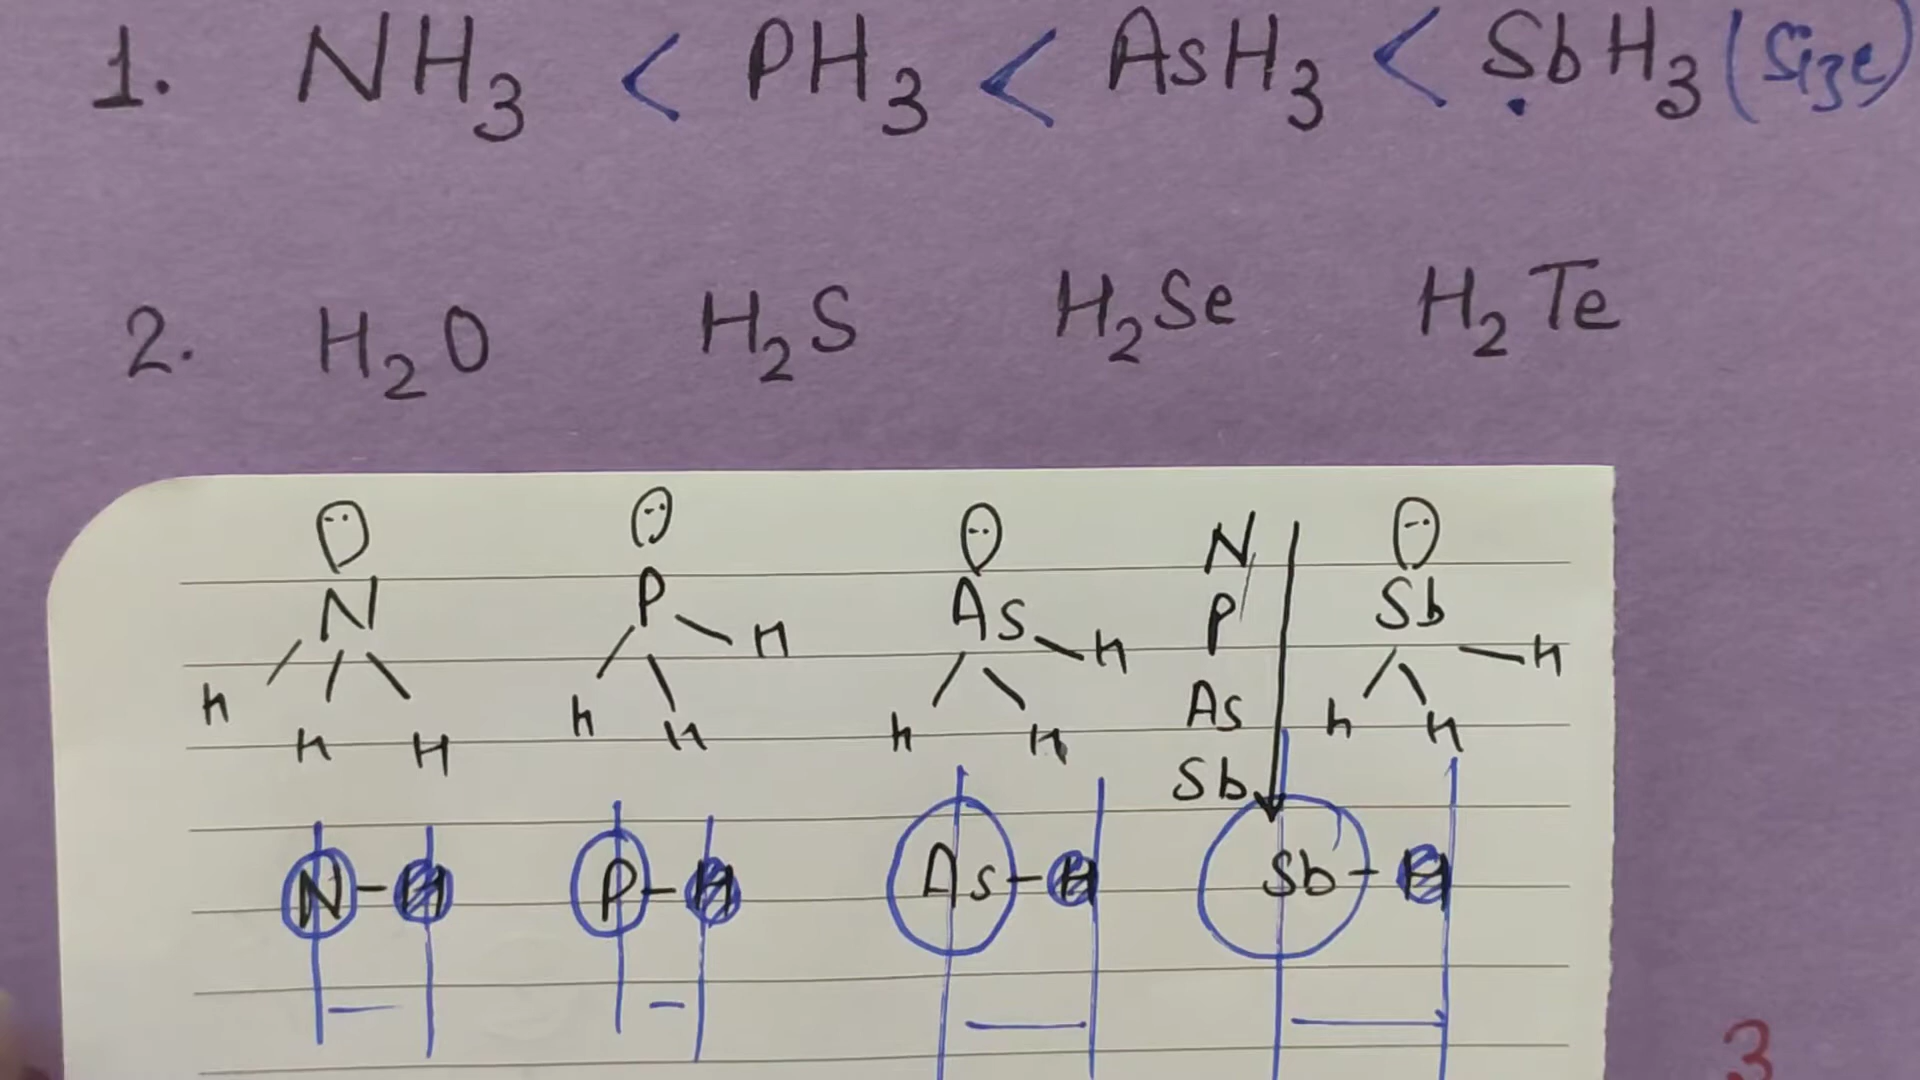 1. NH3 < PH3 < AsH3 < SbH3 (Size)
2. H2O H2S H2Se H2Te
N P As N Sb
P
h H H h H H h H H As h H H
Sb
N-H P-H As-H Sb-H
3